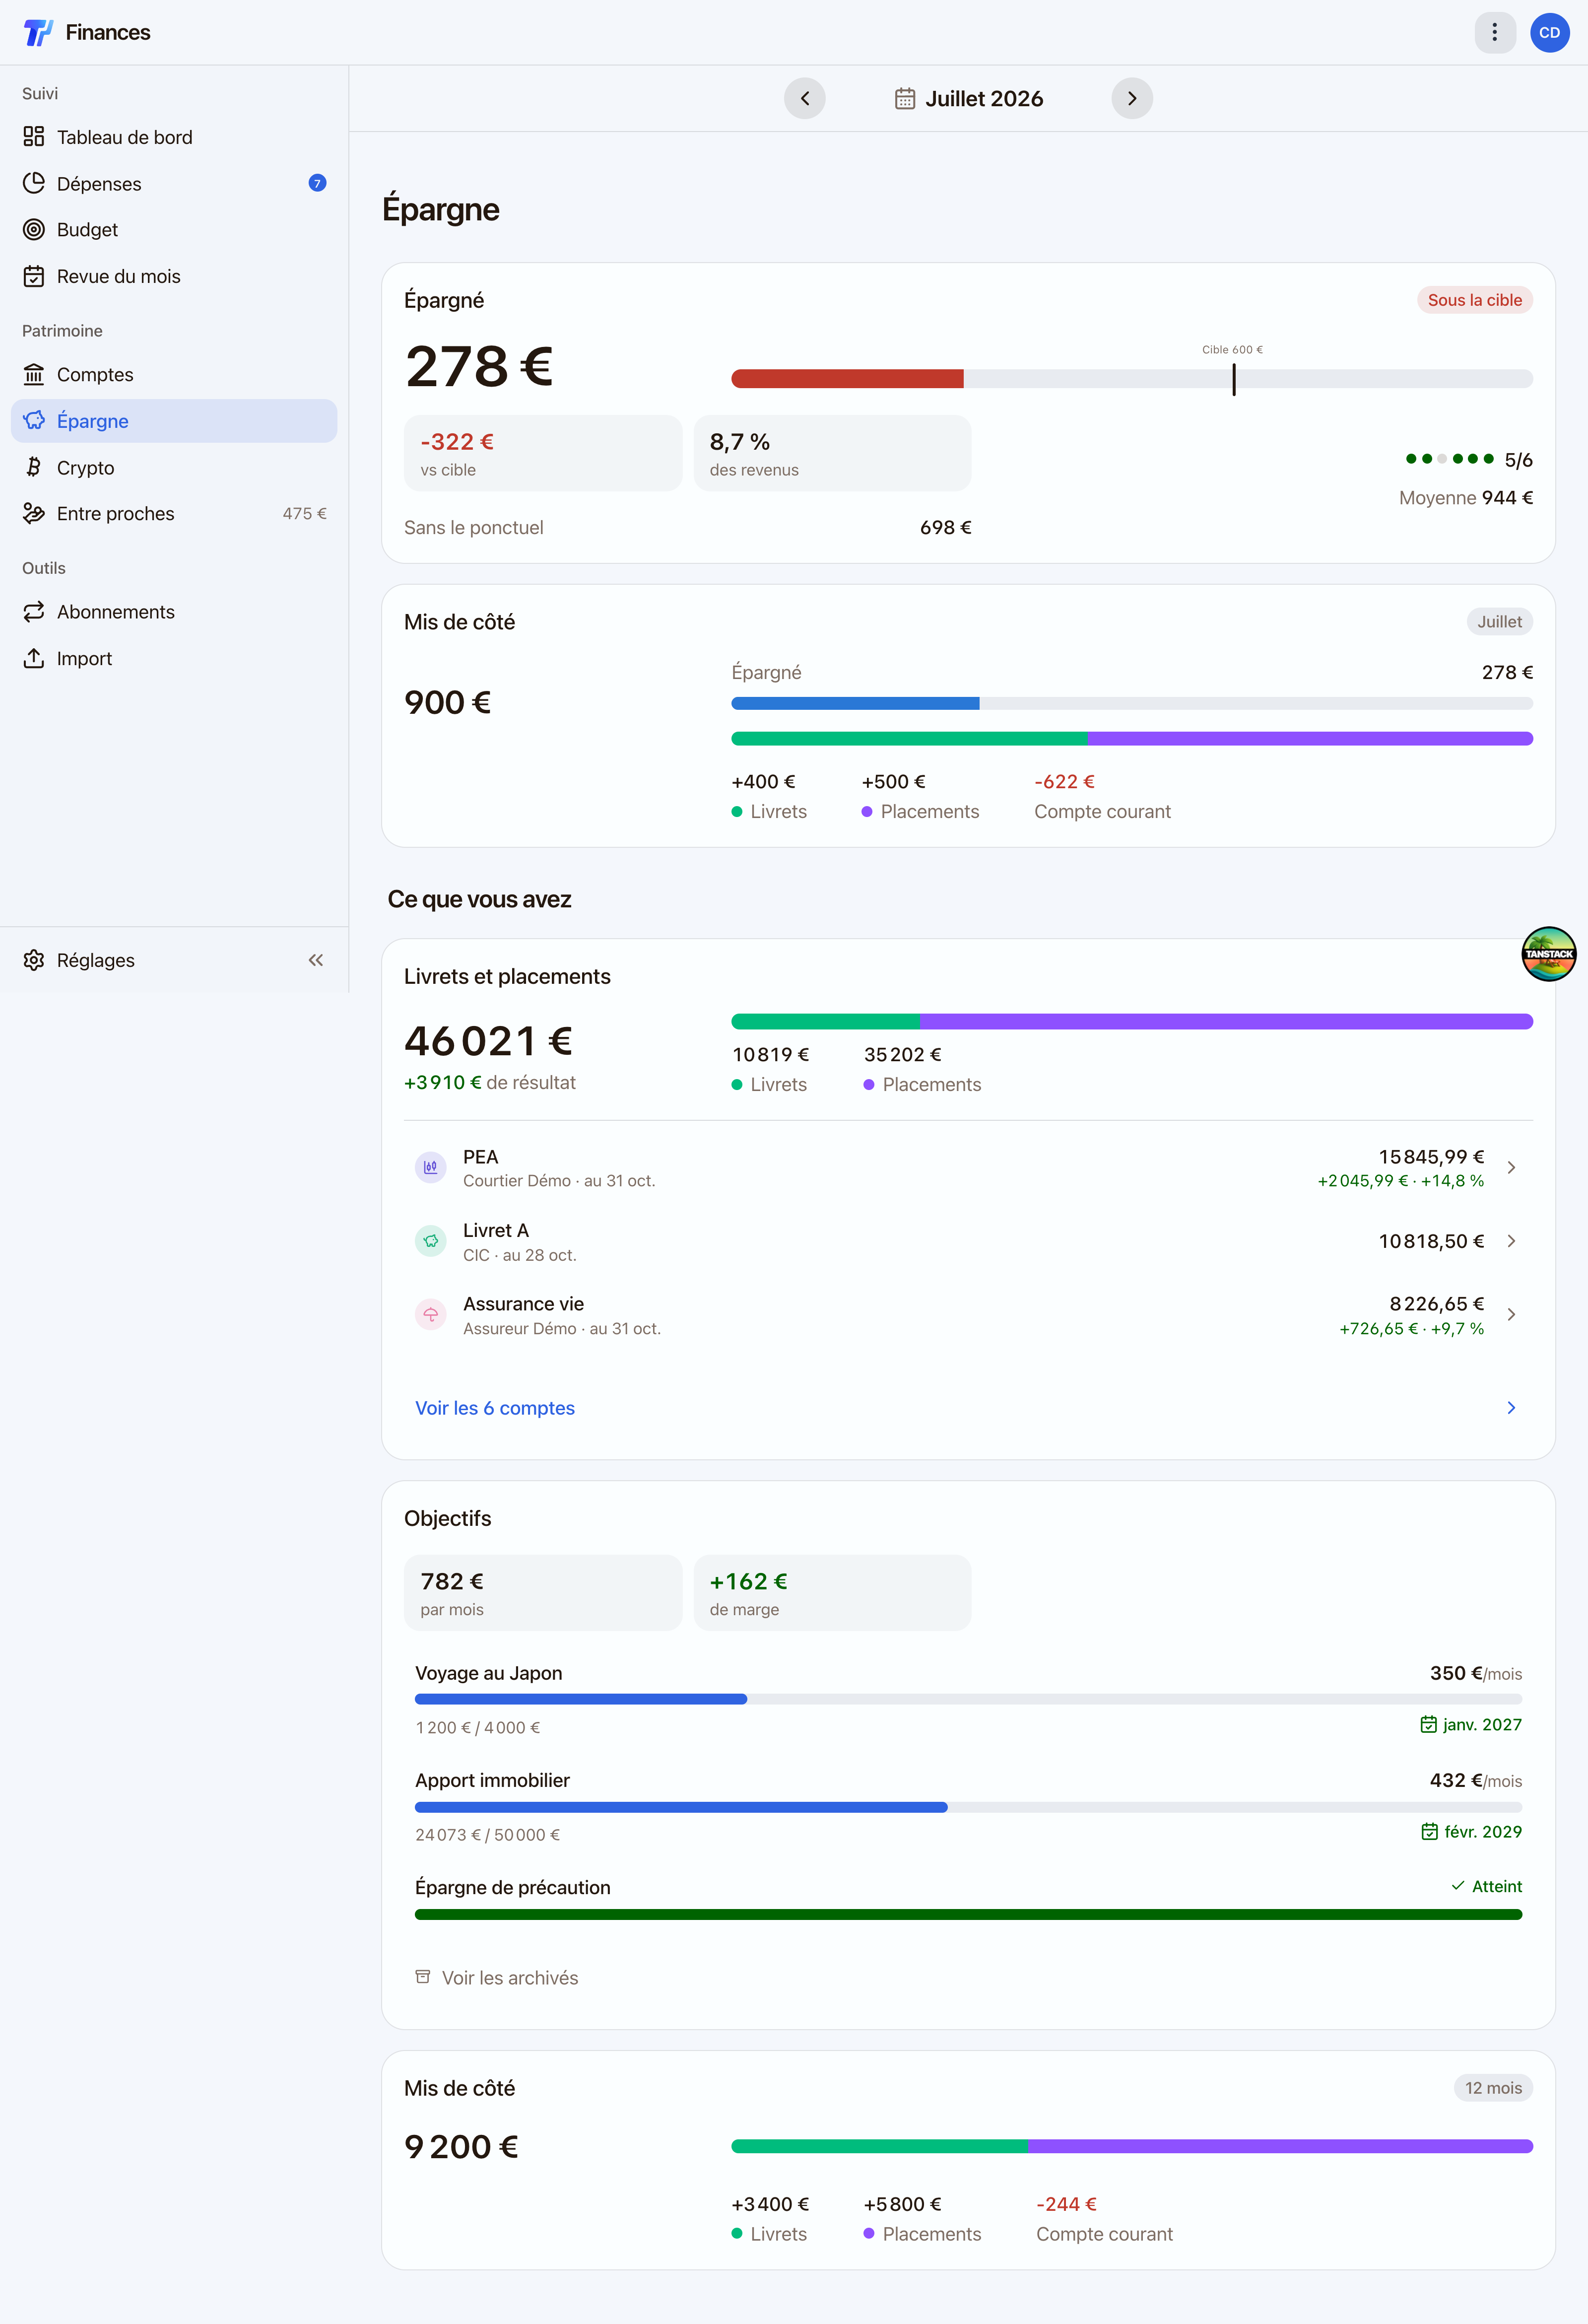 Finances
CD
Suivi
Tableau de bord
Dépenses
7
Budget
Revue du mois
Patrimoine
Comptes
Épargne
Crypto
Entre proches
475 €
Outils
Abonnements
Import
Réglages
Juillet 2026
Épargne
Épargné
Sous la cible
278 €
Cible 600 €
-322 €
vs cible
8,7 %
des revenus
5/6
Moyenne 944 €
Sans le ponctuel
698 €
Mis de côté
Juillet
900 €
Épargné
278 €
+400 €
Livrets
+500 €
Placements
-622 €
Compte courant
Ce que vous avez
TANSTACK
Livrets et placements
46 021 €
+3 910 € de résultat
10 819 €
Livrets
35 202 €
Placements
PEA
Courtier Démo · au 31 oct.
15 845,99 €
+2 045,99 € · +14,8 %
Livret A
CIC · au 28 oct.
10 818,50 €
Assurance vie
Assureur Démo · au 31 oct.
8 226,65 €
+726,65 € · +9,7 %
Voir les 6 comptes
Objectifs
782 €
par mois
+162 €
de marge
Voyage au Japon
350 €/mois
1 200 € / 4 000 €
janv. 2027
Apport immobilier
432 €/mois
24 073 € / 50 000 €
févr. 2029
Épargne de précaution
Atteint
Voir les archivés
Mis de côté
12 mois
9 200 €
+3 400 €
Livrets
+5 800 €
Placements
-244 €
Compte courant